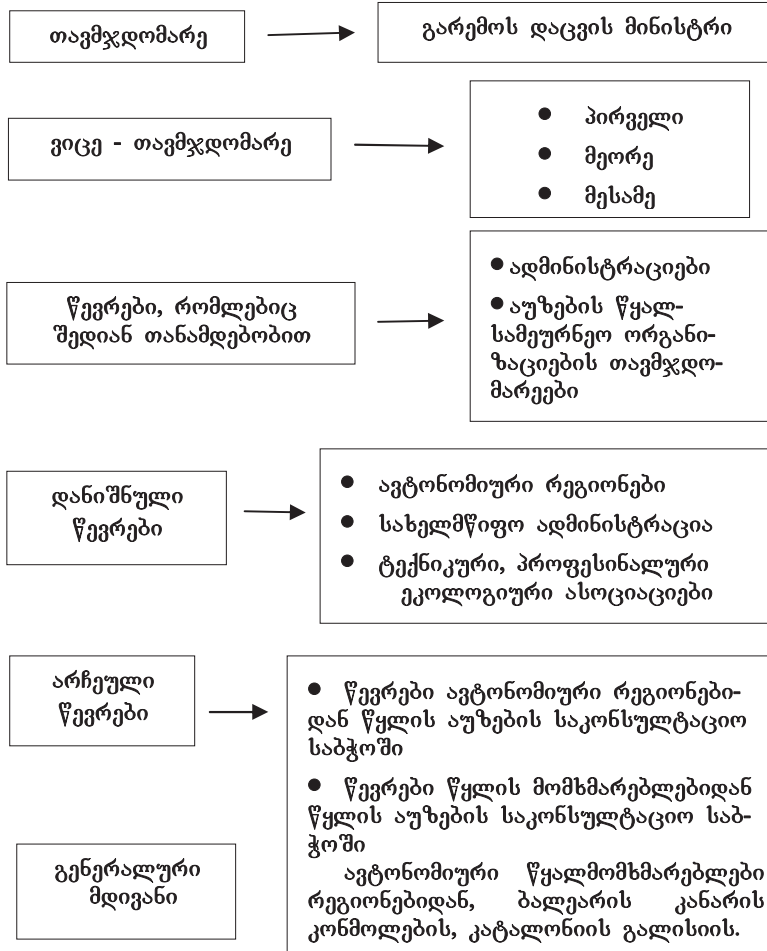 თავმჯდომარე
გარემოს დაცვის მინისტრი
ვიცე - თავმჯდომარე
● პირველი
● მეორე
● მესამე
წევრები, რომლებიც
შედიან თანამდებობით
● ადმინისტრაციები
● აუზების წყალ-
სამეურნეო ორგანი-
ზაციების თავმჯდო-
მარეები
დანიშნული
წევრები
● ავტონომიური რეგიონები
● სახელმწიფო ადმინისტრაცია
● ტექნიკური, პროფესინალური
ეკოლოგიური ასოციაციები
არჩეული
წევრები
● წევრები ავტონომიური რეგიონები-
დან წყლის აუზების საკონსულტაციო
საბჭოში
● წევრები წყლის მომხმარებლებიდან
წყლის აუზების საკონსულტაციო საბ-
ჭოში
ავტონომიური წყალმომხმარებლები
რეგიონებიდან, ბალეარის კანარის
კონმოლების, კატალონიის გალისიის.
გენერალური
მდივანი